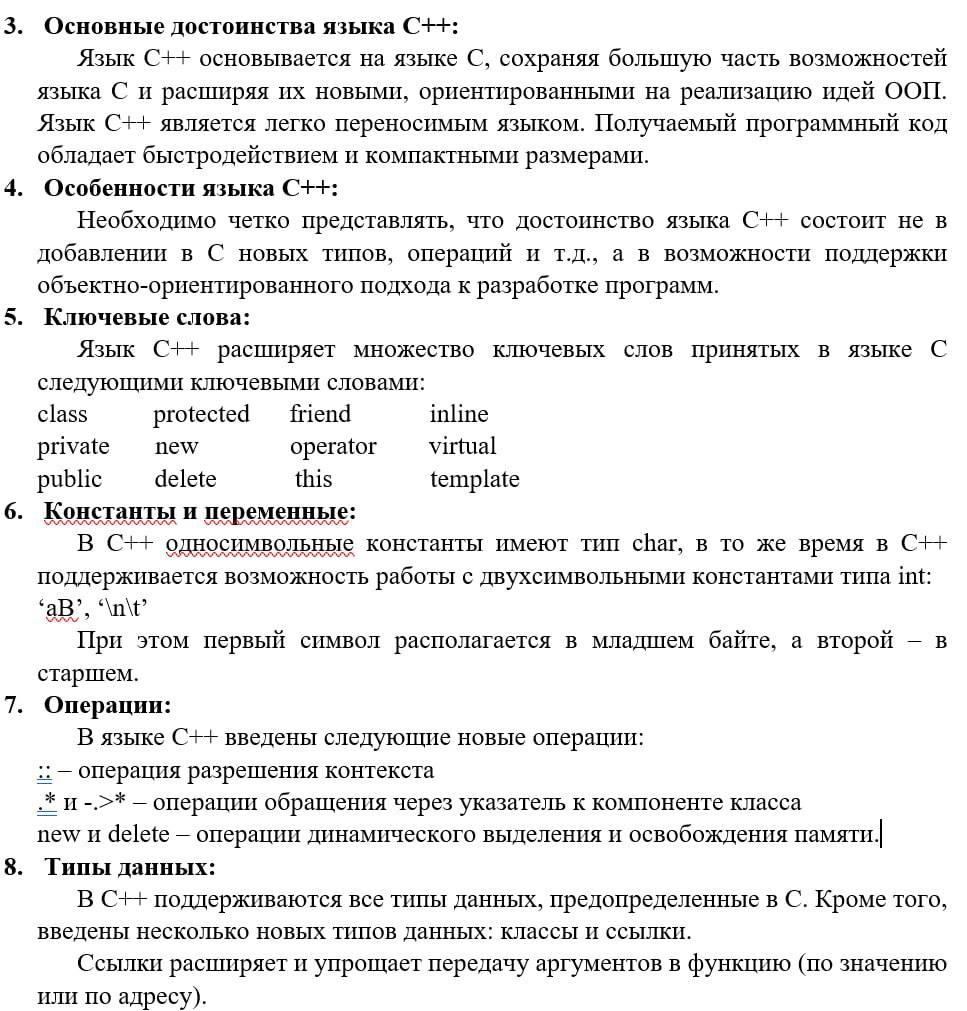 3. Основные достоинства языка С++:
Язык С++ основывается на языке С, сохраняя большую часть возможностей
языка С и расширяя их новыми, ориентированными на реализацию идей ООП.
Язык С++ является легко переносимым языком. Получаемый программный код
обладает быстродействием и компактными размерами.
4. Особенности языка С++:
Необходимо четко представлять, что достоинство языка С++ состоит не в
добавлении в С новых типов, операций и т.д., а в возможности поддержки
объектно-ориентированного подхода к разработке программ.
5. Ключевые слова:
Язык С++ расширяет множество ключевых слов принятых в языке С
следующими ключевыми словами:
class protected friend inline
private new operator virtual
public delete this template
6. Константы и переменные:
В С++ односимвольные константы имеют тип char, в то же время в С++
поддерживается возможность работы с двухсимвольными константами типа int:
‘aB’, ‘\n\t’
При этом первый символ располагается в младшем байте, а второй – в
старшем.
7. Операции:
В языке С++ введены следующие новые операции:
:: – операция разрешения контекста
.* и -.>* – операции обращения через указатель к компоненте класса
new и delete – операции динамического выделения и освобождения памяти.
8. Типы данных:
В С++ поддерживаются все типы данных, предопределенные в С. Кроме того,
введены несколько новых типов данных: классы и ссылки.
Ссылки расширяет и упрощает передачу аргументов в функцию (по значению
или по адресу).